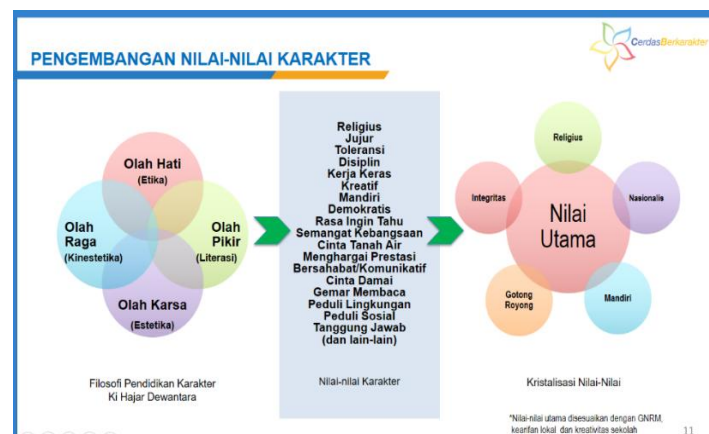 CerdasBerkarakter
PENGEMBANGAN NILAI-NILAI KARAKTER
Olah Hati
(Etika)
Olah
Raga
(Kinestetika)
Olah
Pikir
(Literasi)
Olah Karsa
(Estetika)
Filosofi Pendidikan Karakter
Ki Hajar Dewantara
Religius
Jujur
Toleransi
Disiplin
Kerja Keras
Kreatif
Mandiri
Demokratis
Rasa Ingin Tahu
Semangat Kebangsaan
Cinta Tanah Air
Menghargai Prestasi
Bersahabat/Komunikatif
Cinta Damai
Gemar Membaca
Peduli Lingkungan
Peduli Sosial
Tanggung Jawab
(dan lain-lain)
Nilai-nilai Karakter
Religius
Integritas
Nasionalis
Nilai
Utama
Gotong
Royong
Mandiri
Kristalisasi Nilai-Nilai
*Nilai-nilai utama disesuaikan dengan GNRM,
kearifan lokal dan kreativitas sekolah
11